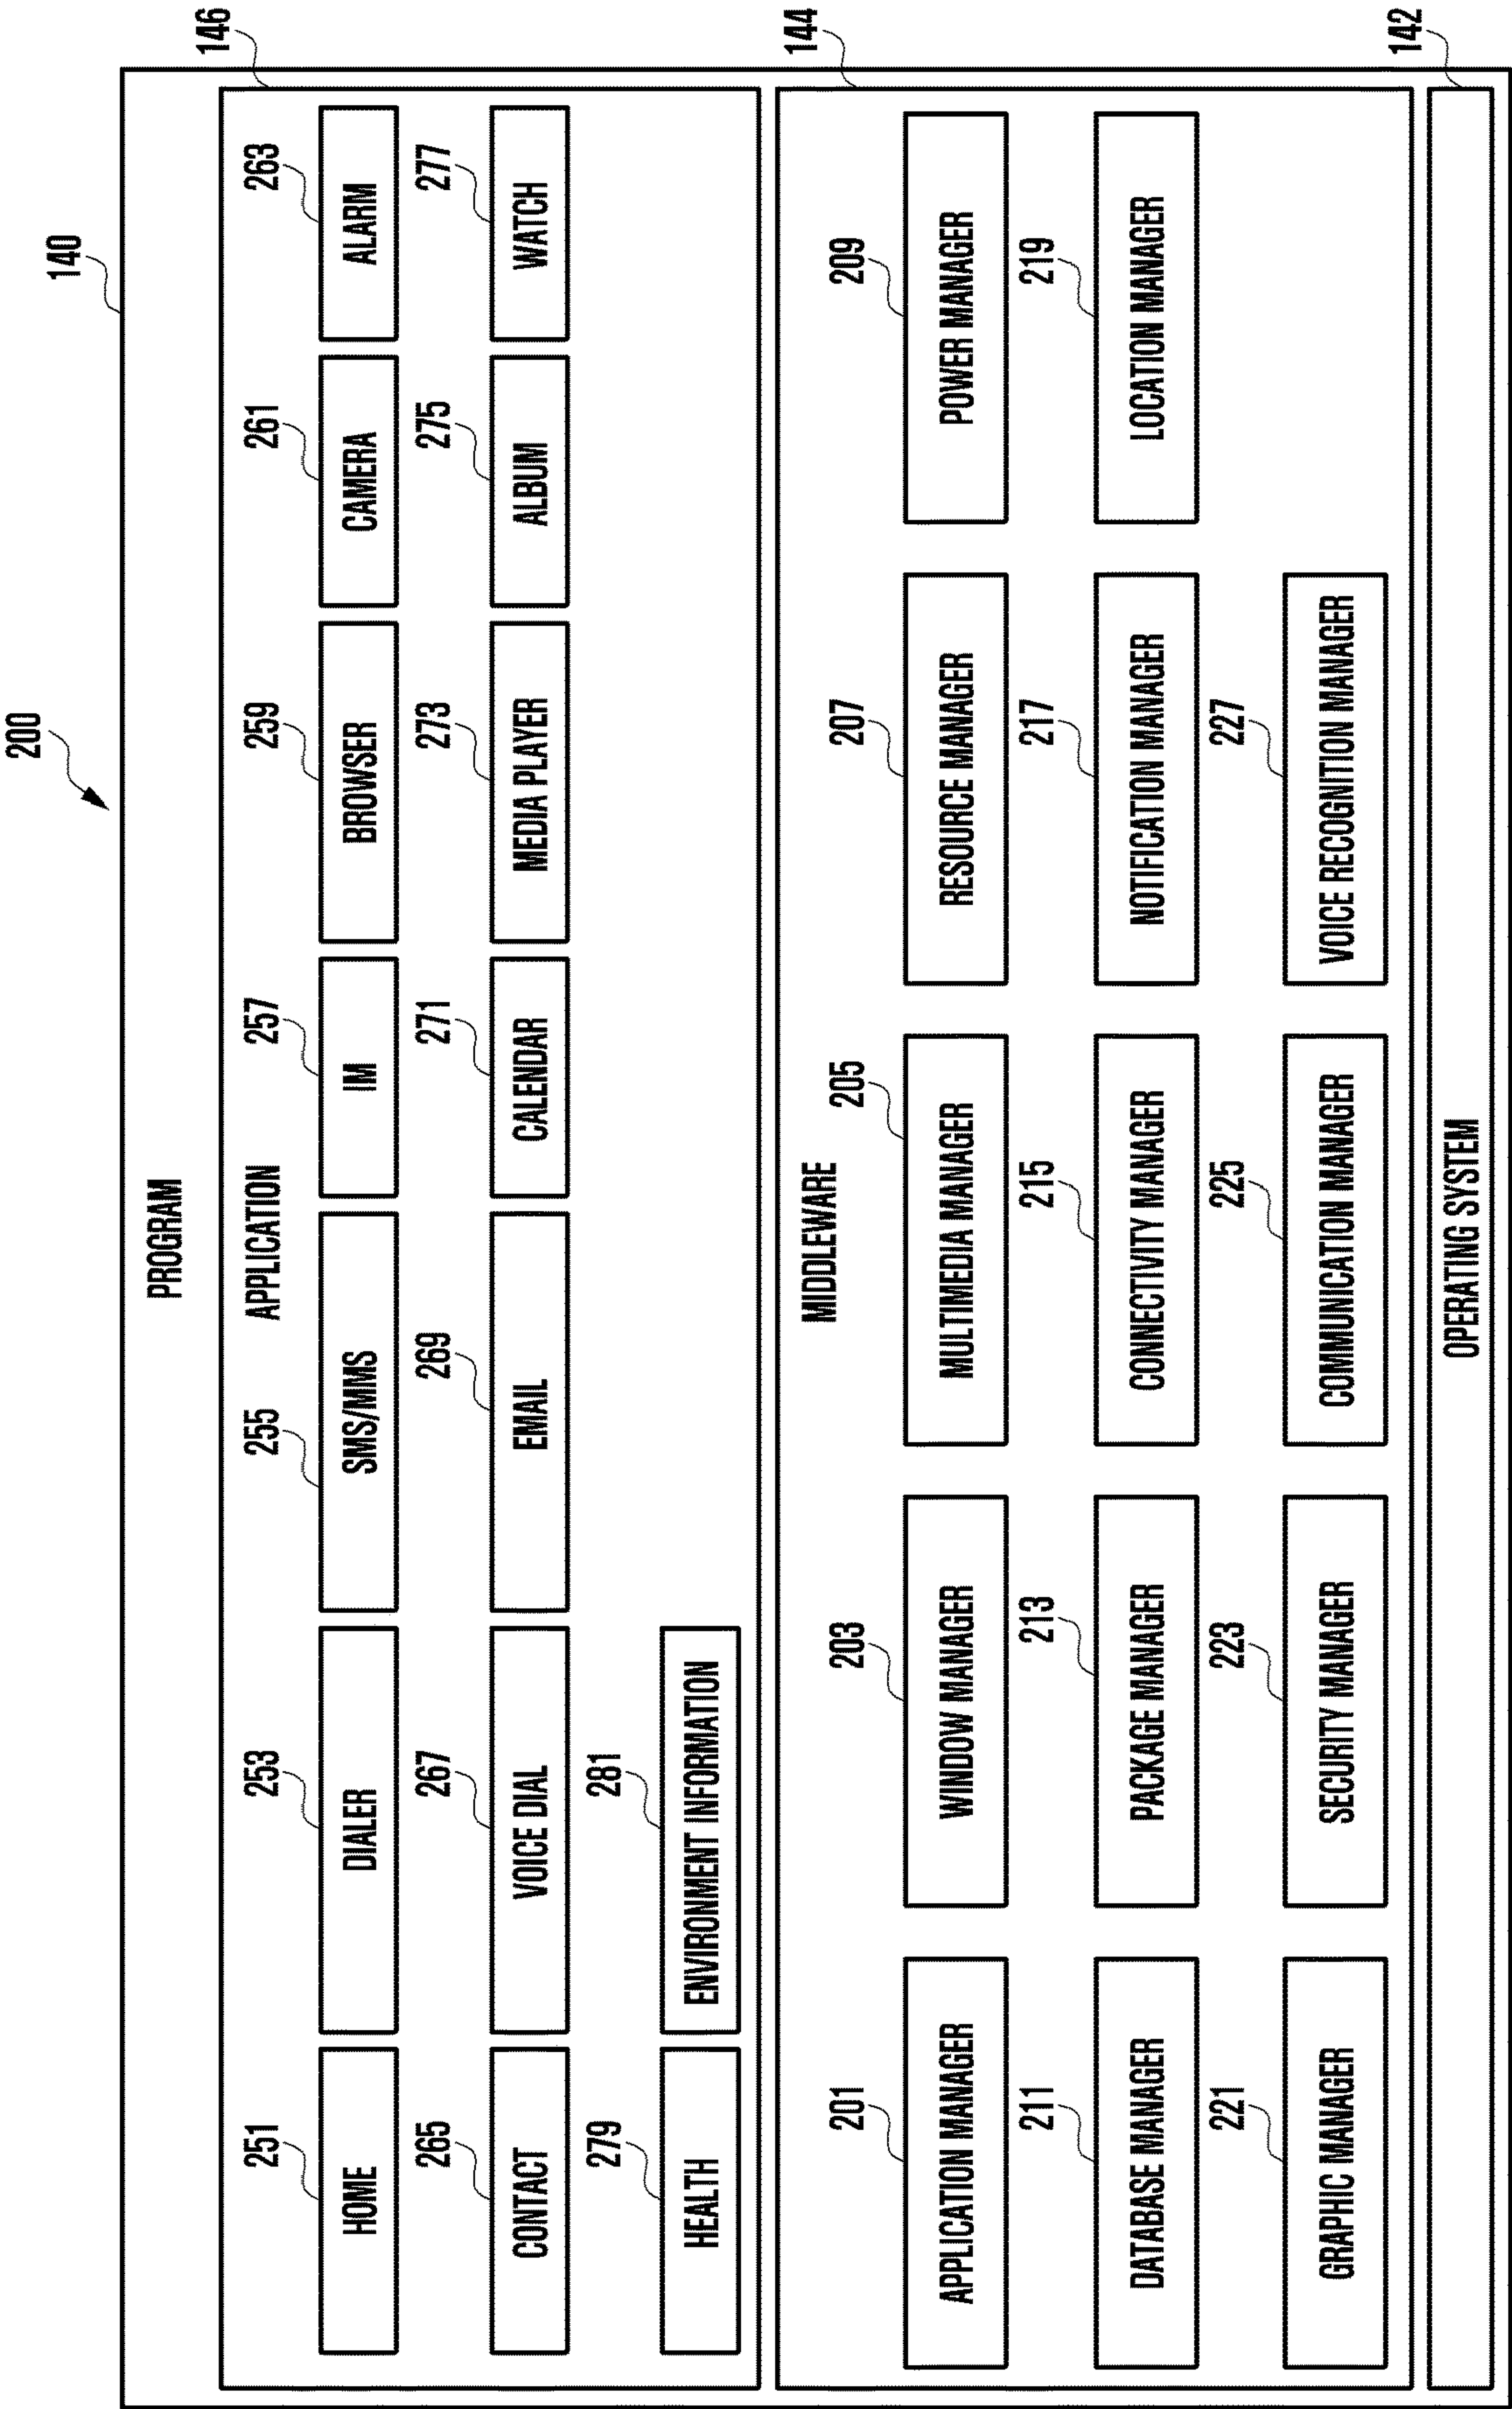 200
140
PROGRAM
146
APPLICATION
251
253
255
257
259
261
263
HOME
DIALER
SMS/MMS
IM
BROWSER
CAMERA
ALARM
265
267
269
271
273
275
277
CONTACT
VOICE DIAL
EMAIL
CALENDAR
MEDIA PLAYER
ALBUM
WATCH
279
281
HEALTH
ENVIRONMENT INFORMATION
144
MIDDLEWARE
201
203
205
207
209
APPLICATION MANAGER
WINDOW MANAGER
MULTIMEDIA MANAGER
RESOURCE MANAGER
POWER MANAGER
211
213
215
217
219
DATABASE MANAGER
PACKAGE MANAGER
CONNECTIVITY MANAGER
NOTIFICATION MANAGER
LOCATION MANAGER
221
223
225
227
GRAPHIC MANAGER
SECURITY MANAGER
COMMUNICATION MANAGER
VOICE RECOGNITION MANAGER
142
OPERATING SYSTEM